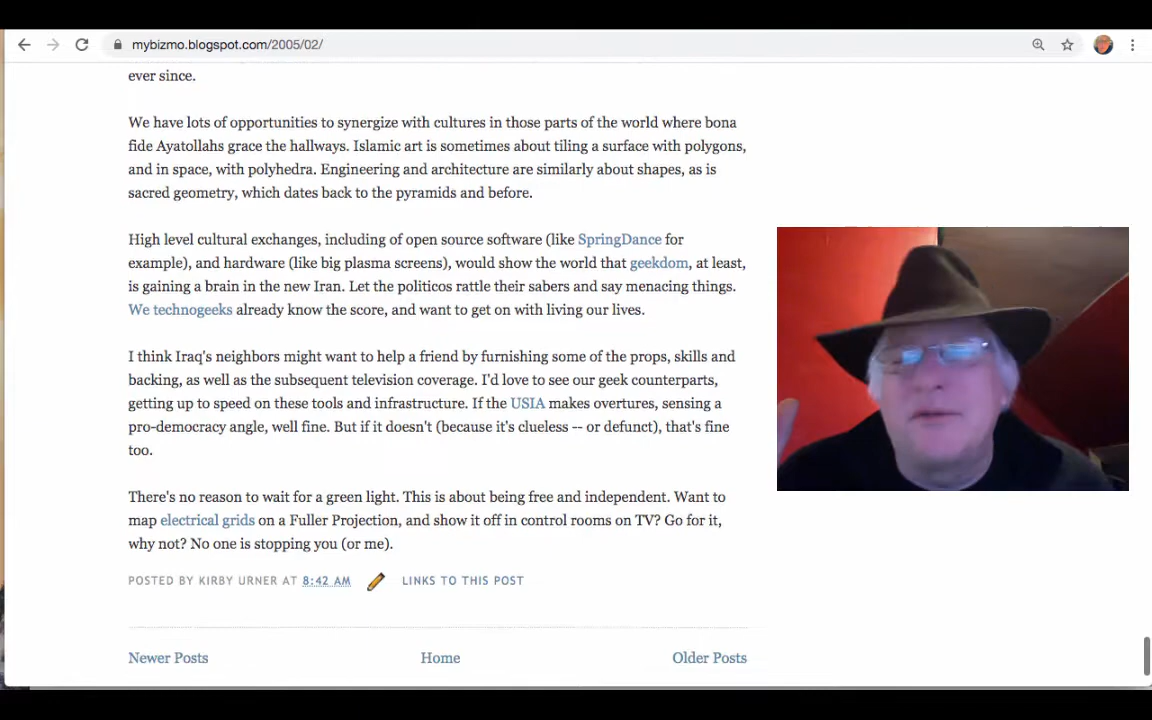 mybizmo.blogspot.com/2005/02/
ever since.
We have lots of opportunities to synergize with cultures in those parts of the world where bona
fide Ayatollahs grace the hallways. Islamic art is sometimes about tiling a surface with polygons,
and in space, with polyhedra. Engineering and architecture are similarly about shapes, as is
sacred geometry, which dates back to the pyramids and before.
High level cultural exchanges, including of open source software (like SpringDance for
example), and hardware (like big plasma screens), would show the world that geekdom, at least,
is gaining a brain in the new Iran. Let the politicos rattle their sabers and say menacing things.
We technogeeks already know the score, and want to get on with living our lives.
I think Iraq's neighbors might want to help a friend by furnishing some of the props, skills and
backing, as well as the subsequent television coverage. I'd love to see our geek counterparts,
getting up to speed on these tools and infrastructure. If the USIA makes overtures, sensing a
pro-democracy angle, well fine. But if it doesn't (because it's clueless -- or defunct), that's fine
too.
There's no reason to wait for a green light. This is about being free and independent. Want to
map electrical grids on a Fuller Projection, and show it off in control rooms on TV? Go for it,
why not? No one is stopping you (or me).
POSTED BY KIRBY URNER AT 8:42 AM LINKS TO THIS POST
Newer Posts Home Older Posts